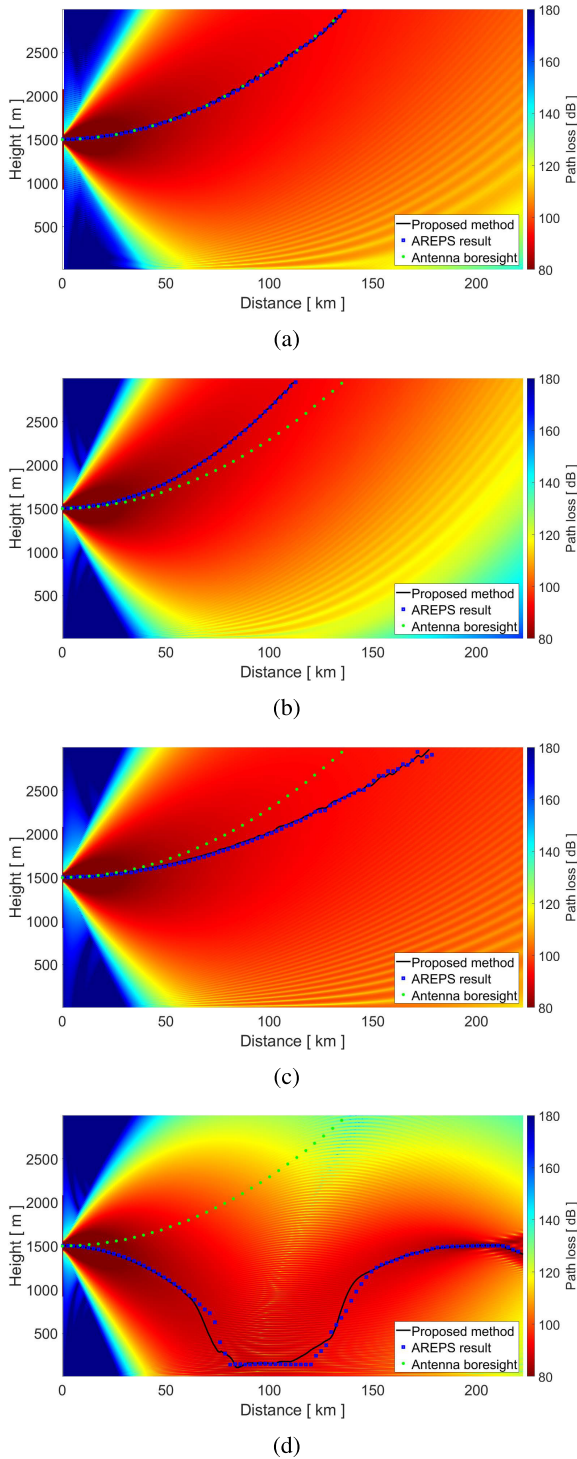 180
2500
160
2000
140
1500
120
1000
500
100
80
Height [ m ]
Path loss [ dB ]
Proposed method
AREPS result
Antenna boresight
0 50 100 150 200
Distance [ km ]
(a)
180
2500
160
2000
140
1500
120
1000
500
100
80
Height [ m ]
Path loss [ dB ]
Proposed method
AREPS result
Antenna boresight
0 50 100 150 200
Distance [ km ]
(b)
180
2500
160
2000
140
1500
120
1000
500
100
80
Height [ m ]
Path loss [ dB ]
Proposed method
AREPS result
Antenna boresight
0 50 100 150 200
Distance [ km ]
(c)
180
2500
160
2000
140
1500
120
1000
500
100
80
Height [ m ]
Path loss [ dB ]
Proposed method
AREPS result
Antenna boresight
0 50 100 150 200
Distance [ km ]
(d)